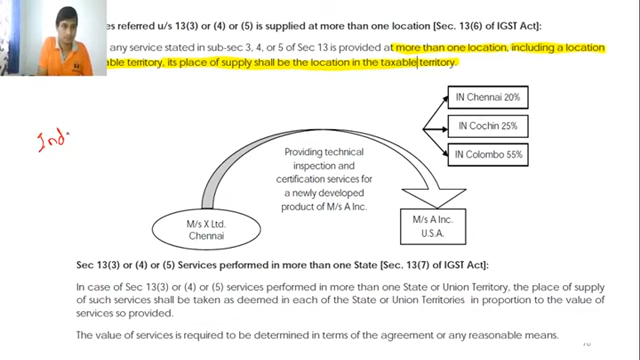 es referred u/s 13(3) or (4) or (5) is supplied at more than one location [Sec. 13(6) of IGST Act]:
any service stated in sub-sec 3, 4, or 5 of Sec 13 is provided at more than one location, including a location
able territory, its place of supply shall be the location in the taxable territory.
IN Chennai 20%
Ind
IN Cochin 25%
Providing technical
inspection and
certification services for
a newly developed
product of M/s A Inc.
IN Colombo 55%
M/s X Ltd.
Chennai
M/s A Inc.
U.S.A.
Sec 13(3) or (4) or (5) Services performed in more than one State [Sec. 13(7) of IGST Act]:
In case of Sec 13(3) or (4) or (5) services performed in more than one State or Union Territory, the place of supply
of such services shall be taken as deemed in each of the State or Union Territories in proportion to the value of
services so provided.
The value of services is required to be determined in terms of the agreement or any reasonable means.